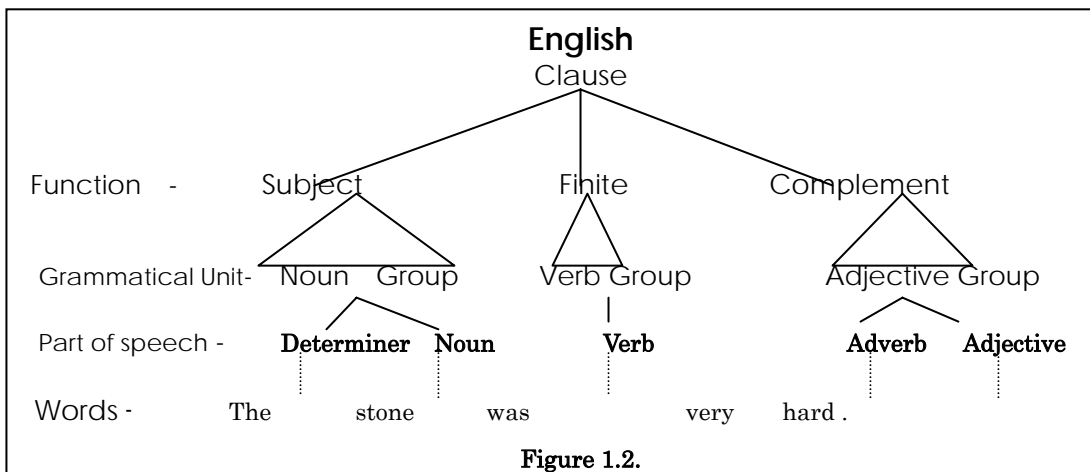 English
Clause
Function - Subject Finite Complement
Grammatical Unit- Noun Group Verb Group Adjective Group
Part of speech - Determiner Noun Verb Adverb Adjective
Words - The stone was very hard .
Figure 1.2.